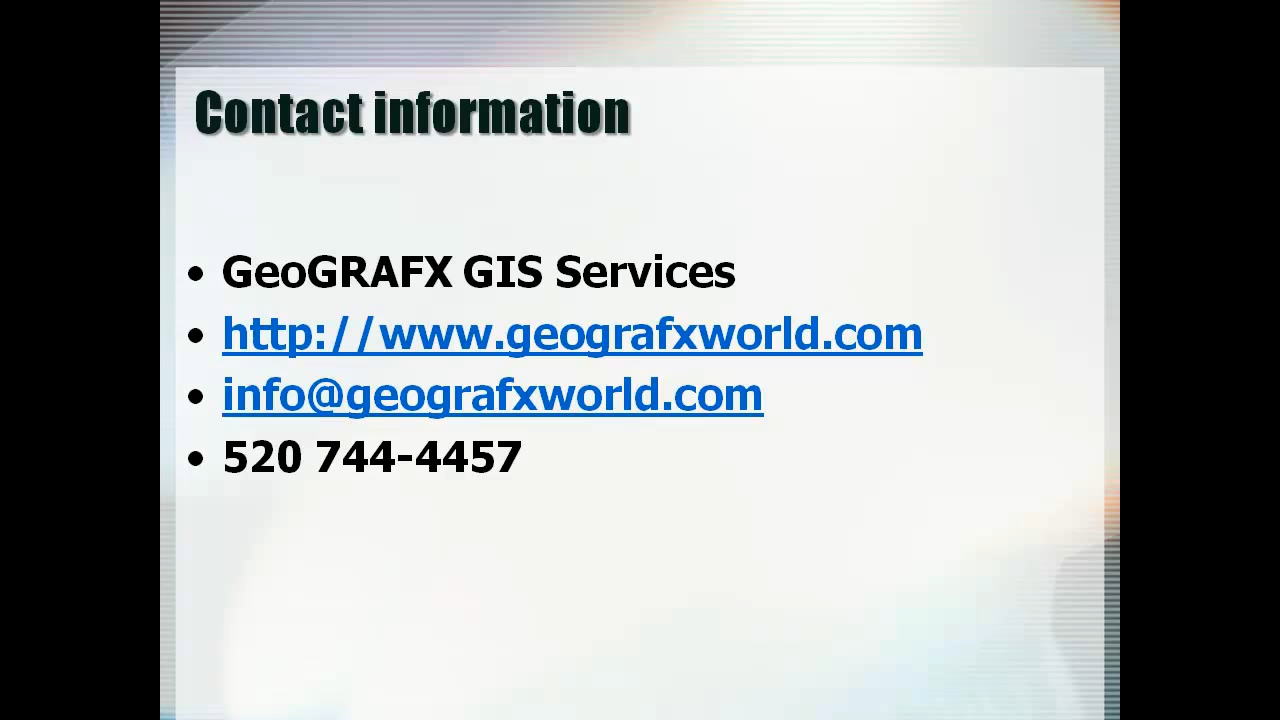 Contact information
• GeoGRAFX GIS Services
• http://www.geografxworld.com
• info@geografxworld.com
• 520 744-4457